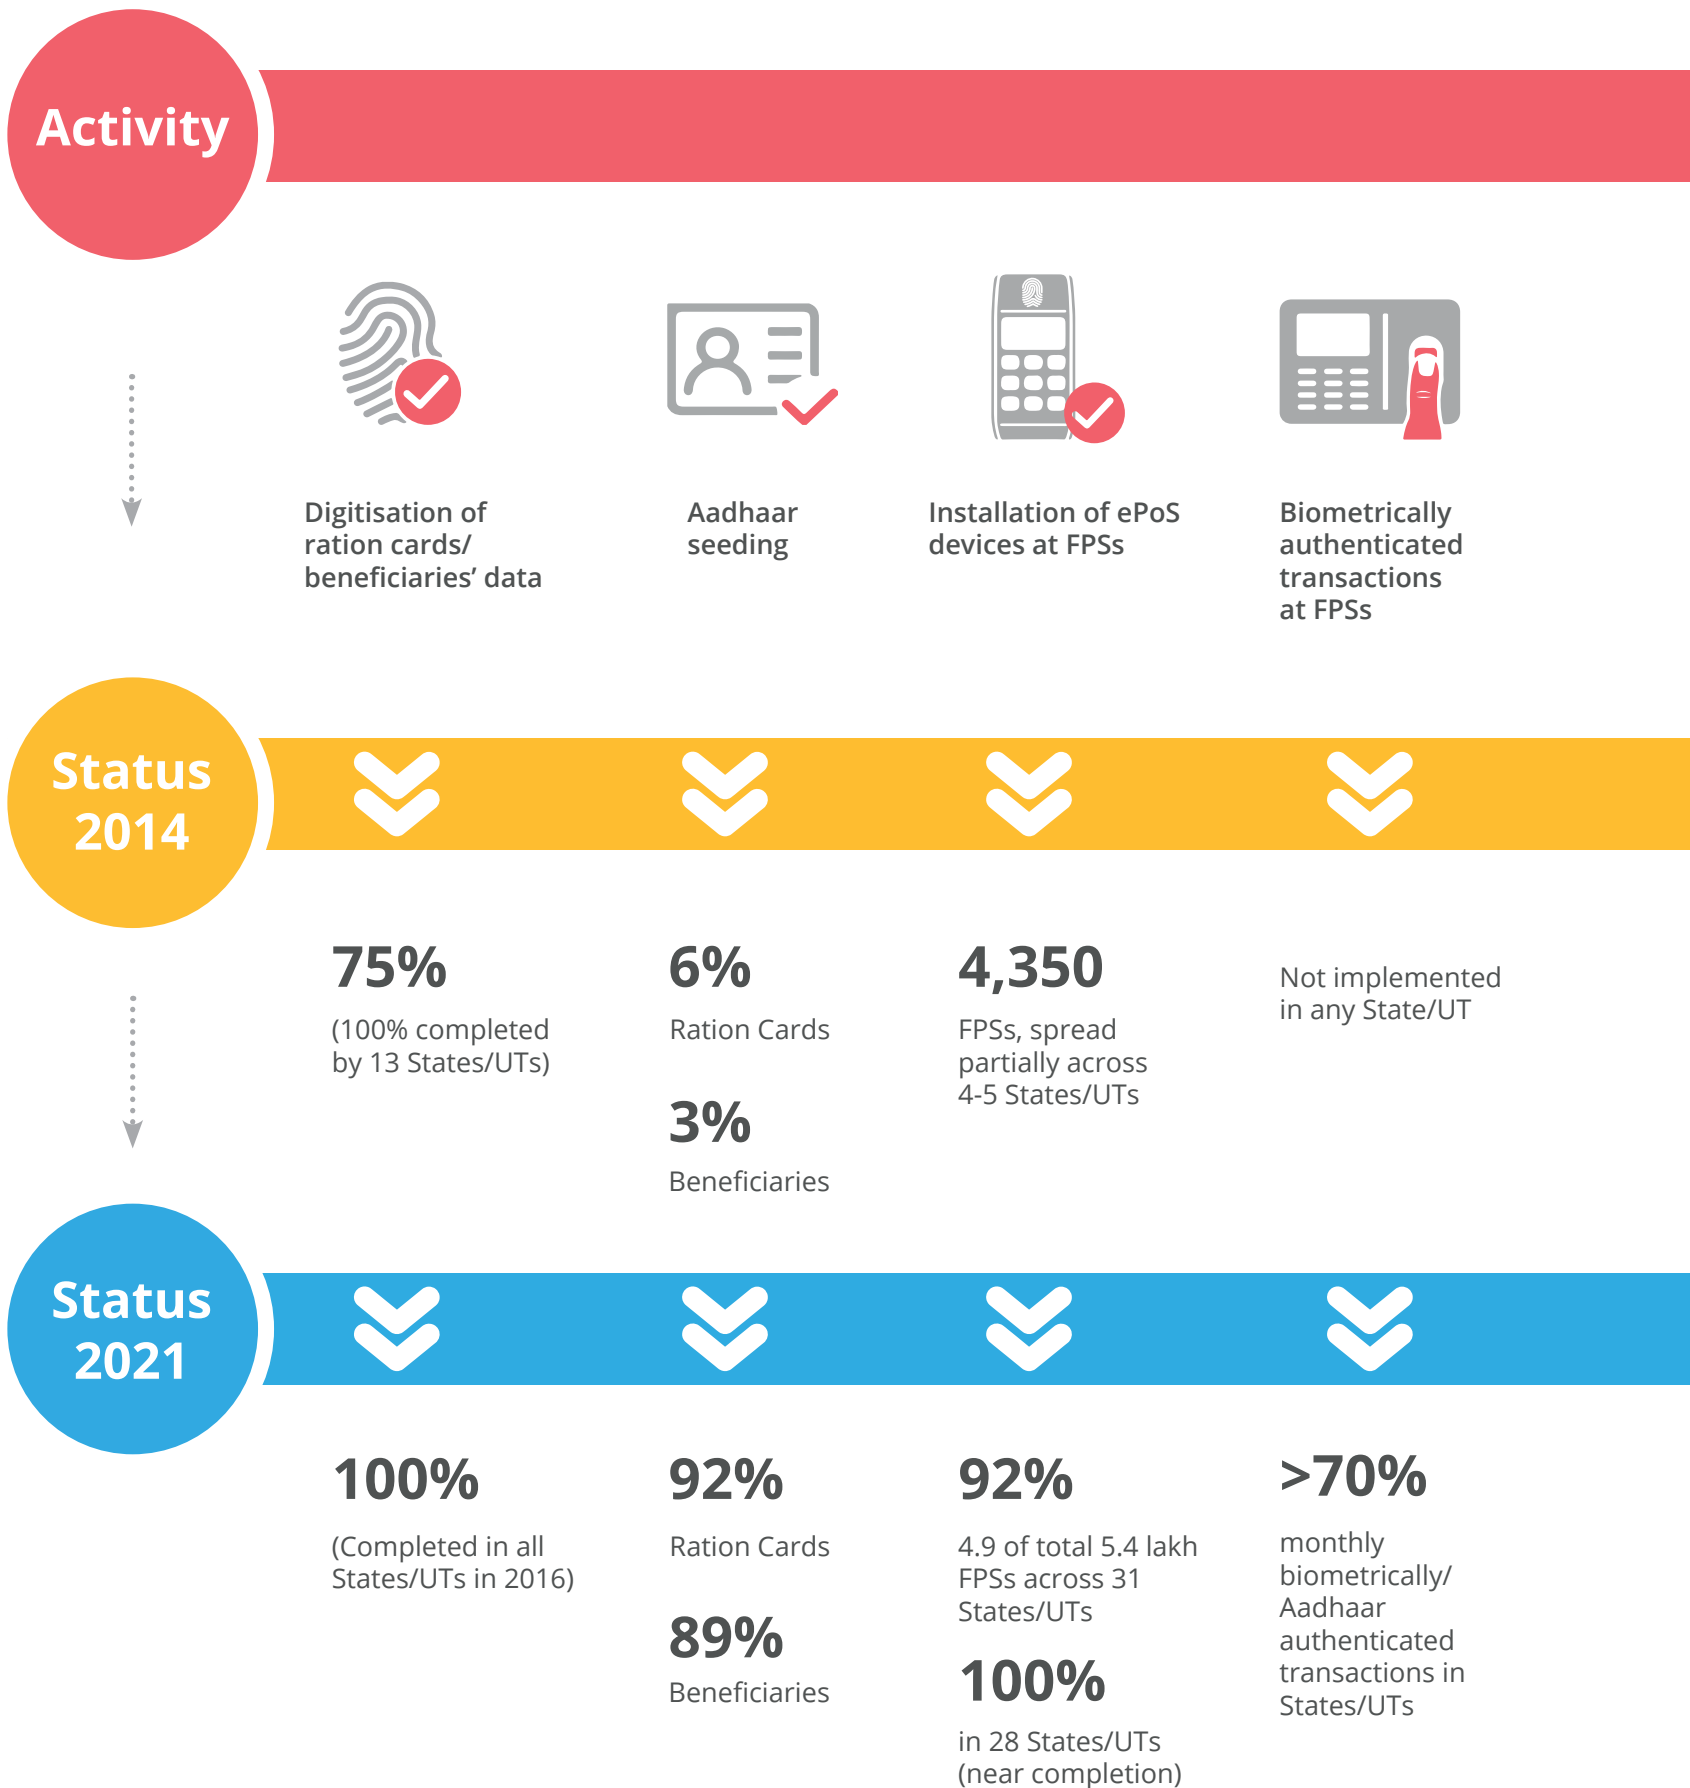 Activity
Digitisation of
ration cards/
beneficiaries’ data
Aadhaar
seeding
Installation of ePoS
devices at FPSs
Biometrically
authenticated
transactions
at FPSs
Status
2014
75%
(100% completed
by 13 States/UTs)
6%
Ration Cards
3%
Beneficiaries
4,350
FPSs, spread
partially across
4-5 States/UTs
Not implemented
in any State/UT
Status
2021
100%
(Completed in all
States/UTs in 2016)
92%
Ration Cards
89%
Beneficiaries
92%
4.9 of total 5.4 lakh
FPSs across 31
States/UTs
100%
in 28 States/UTs
(near completion)
>70%
monthly
biometrically/
Aadhaar
authenticated
transactions in
States/UTs